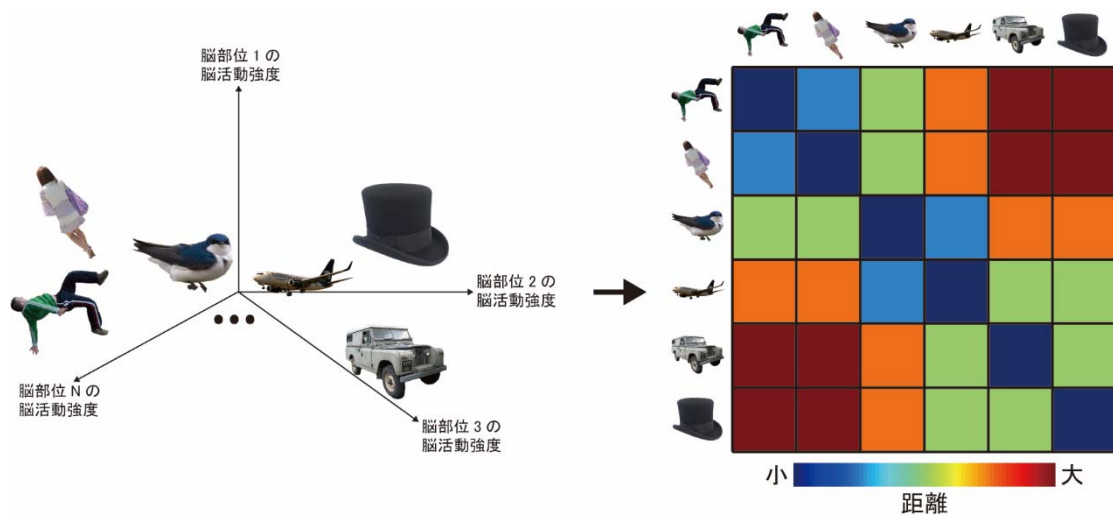 脳部位1の
脳活動強度
脳部位2の
脳活動強度
脳部位Nの
脳活動強度
脳部位3の
脳活動強度
小
大
距離